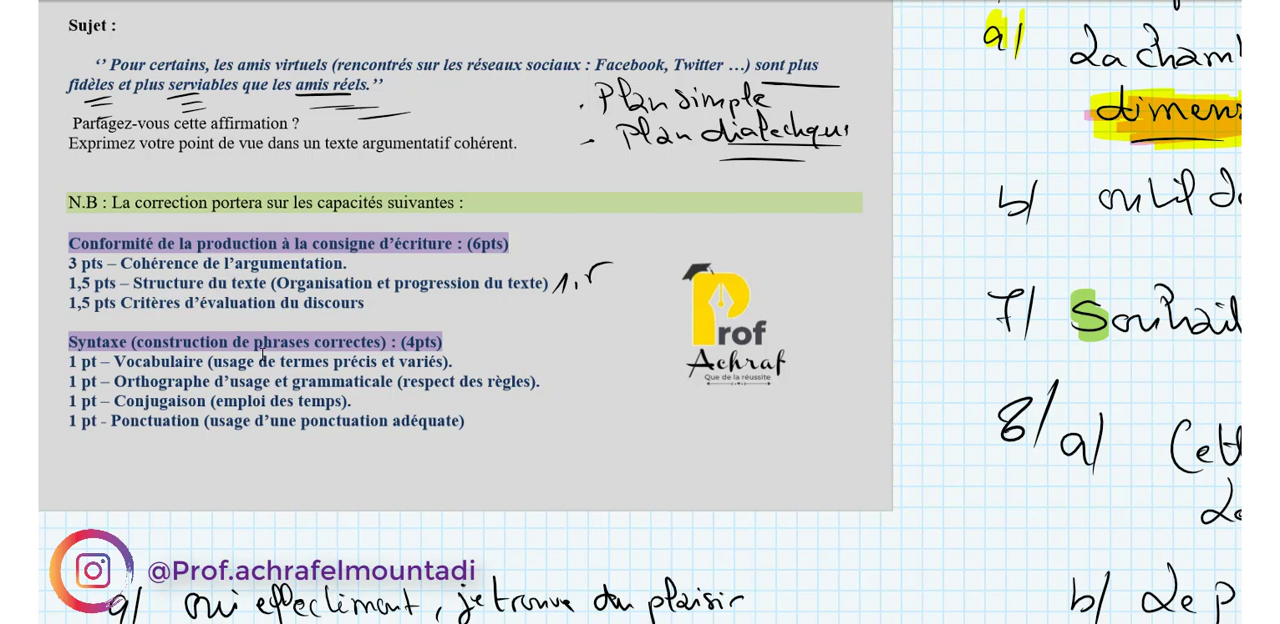 Sujet :
‘’ Pour certains, les amis virtuels (rencontrés sur les réseaux sociaux : Facebook, Twitter …) sont plus
fidèles et plus serviables que les amis réels.’’
. Plan simple
Partagez-vous cette affirmation ?
- Plan dialectique
Exprimez votre point de vue dans un texte argumentatif cohérent.
N.B : La correction portera sur les capacités suivantes :
Conformité de la production à la consigne d’écriture : (6pts)
3 pts – Cohérence de l’argumentation.
1,5 pts – Structure du texte (Organisation et progression du texte)
1,5 pts Critères d’évaluation du discours
Syntaxe (construction de phrases correctes) : (4pts)
1 pt – Vocabulaire (usage de termes précis et variés).
1 pt – Orthographe d’usage et grammaticale (respect des règles).
1 pt – Conjugaison (emploi des temps).
1 pt - Ponctuation (usage d’une ponctuation adéquate)
Prof
Achraf
Que de la réussite
@Prof.achrafelmountadi
9/ oui effectiment, je trouve du plaisir
a/ La cham
dimens
b/ outil d
7/ Souhait
8/ a/ Cett
b/ Le p